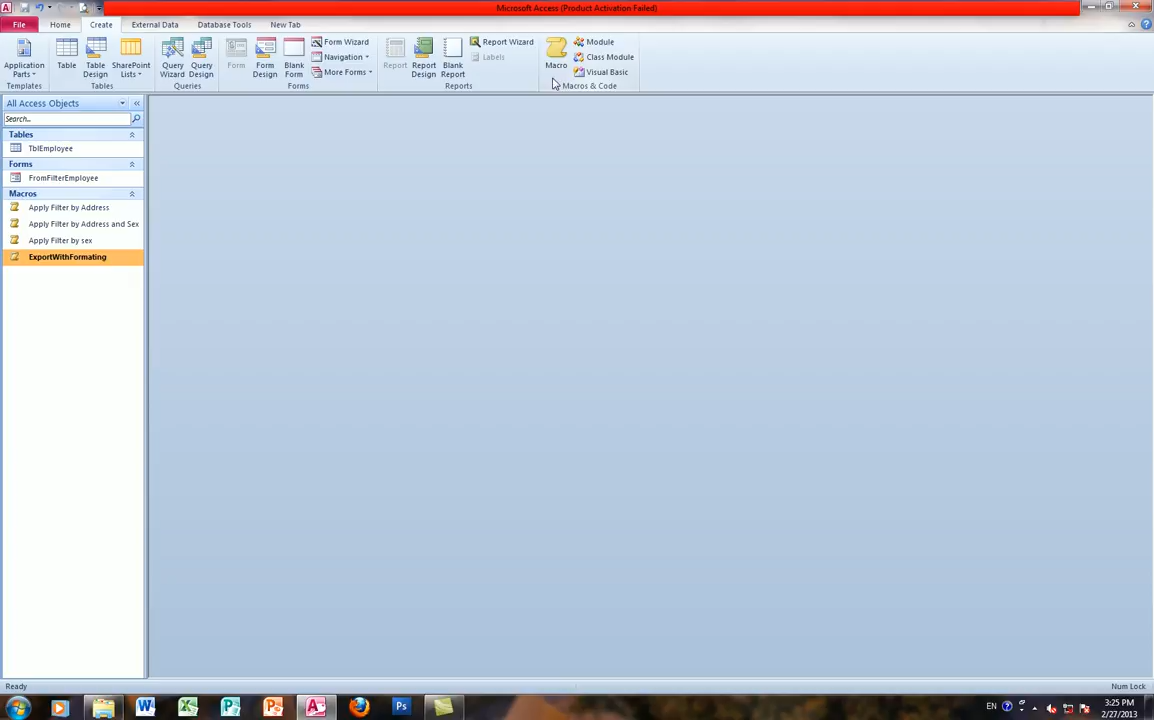 Microsoft Access (Product Activation Failed)
File Home Create External Data Database Tools New Tab
Application Parts Table Table Design SharePoint Lists Query Wizard Query Design Form Form Design Blank Form Form Wizard Navigation More Forms Report Report Design Blank Report Report Wizard Labels Macro Module Class Module Visual Basic
Templates Tables Queries Forms Reports Macros & Code
All Access Objects
Search...
Tables
TblEmployee
Forms
FromFilterEmployee
Macros
Apply Filter by Address
Apply Filter by Address and Sex
Apply Filter by sex
ExportWithFormating
Ready Num Lock
EN 3:25 PM
2/27/2013